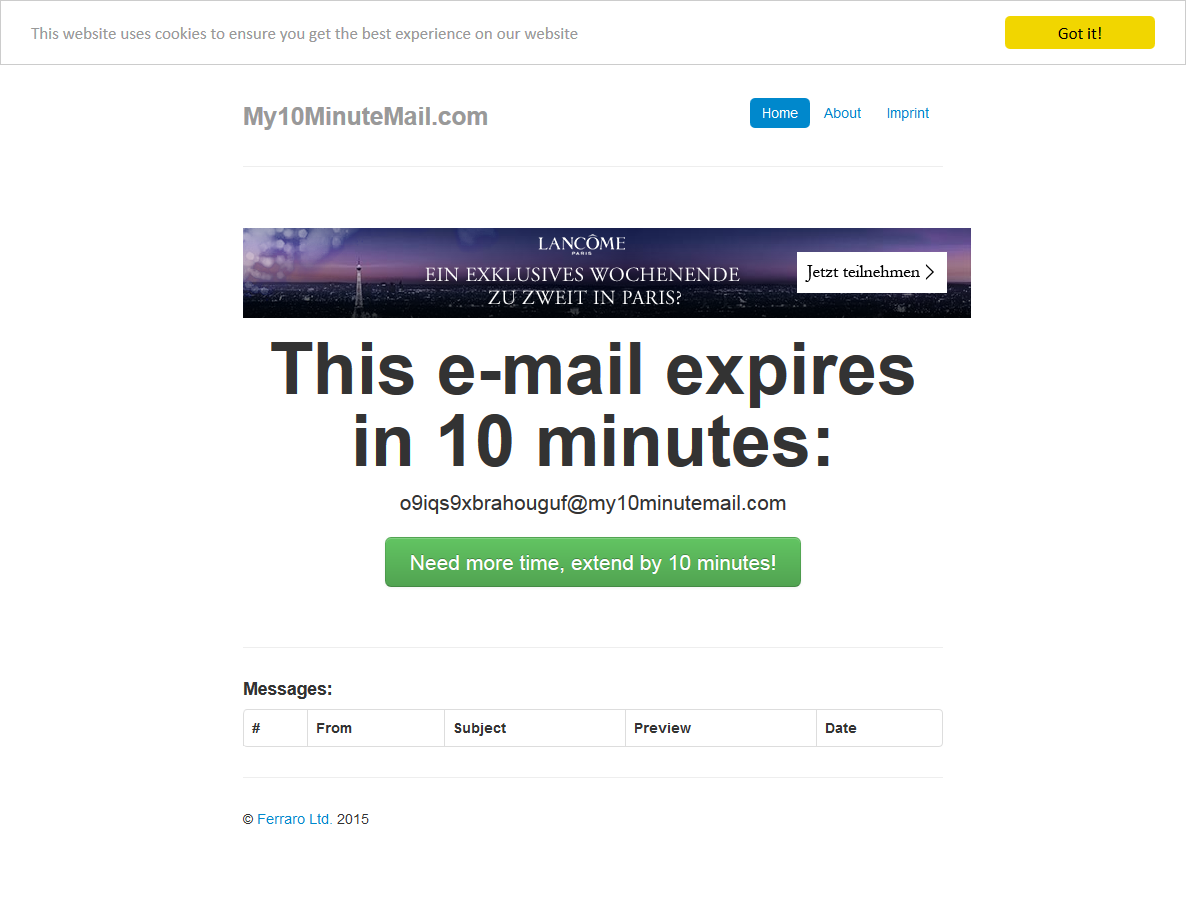 This website uses cookies to ensure you get the best experience on our website
Got it!
My10MinuteMail.com
Home
About
Imprint
LANCÔME
PARIS
EIN EXKLUSIVES WOCHENENDE
ZU ZWEIT IN PARIS?
Jetzt teilnehmen >
This e-mail expires
in 10 minutes:
o9iqs9xbrahouguf@my10minutemail.com
Need more time, extend by 10 minutes!
Messages:
# From Subject Preview Date
© Ferraro Ltd. 2015